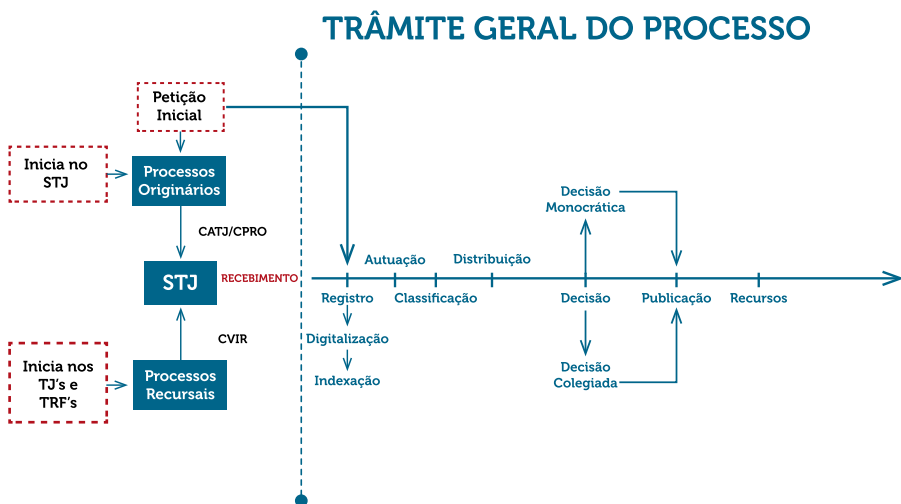 TRÂMITE GERAL DO PROCESSO
Petição
Inicial
Inicia no
STJ
Processos
Originários
CATJ/CPRO
STJ
RECEBIMENTO
CVIR
Inicia nos
TJ's e
TRF's
Processos
Recursais
Autuação
Distribuição
Registro
Classificação
Digitalização
Indexação
Decisão
Monocrática
Decisão
Publicação
Recursos
Decisão
Colegiada